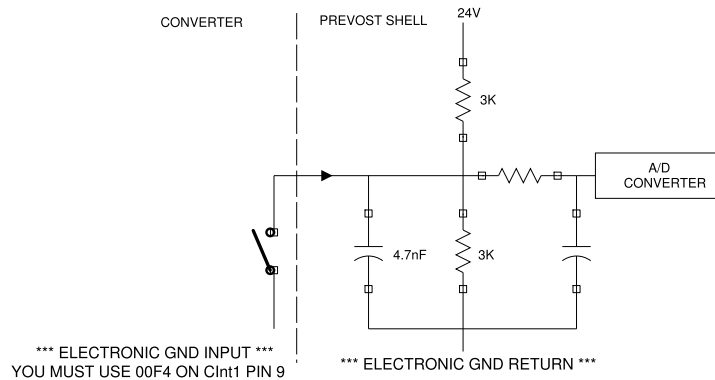 CONVERTER
PREVOST SHELL
24V
3K
A/D
CONVERTER
4.7nF
3K
*** ELECTRONIC GND INPUT ***
YOU MUST USE 00F4 ON CInt1 PIN 9
*** ELECTRONIC GND RETURN ***